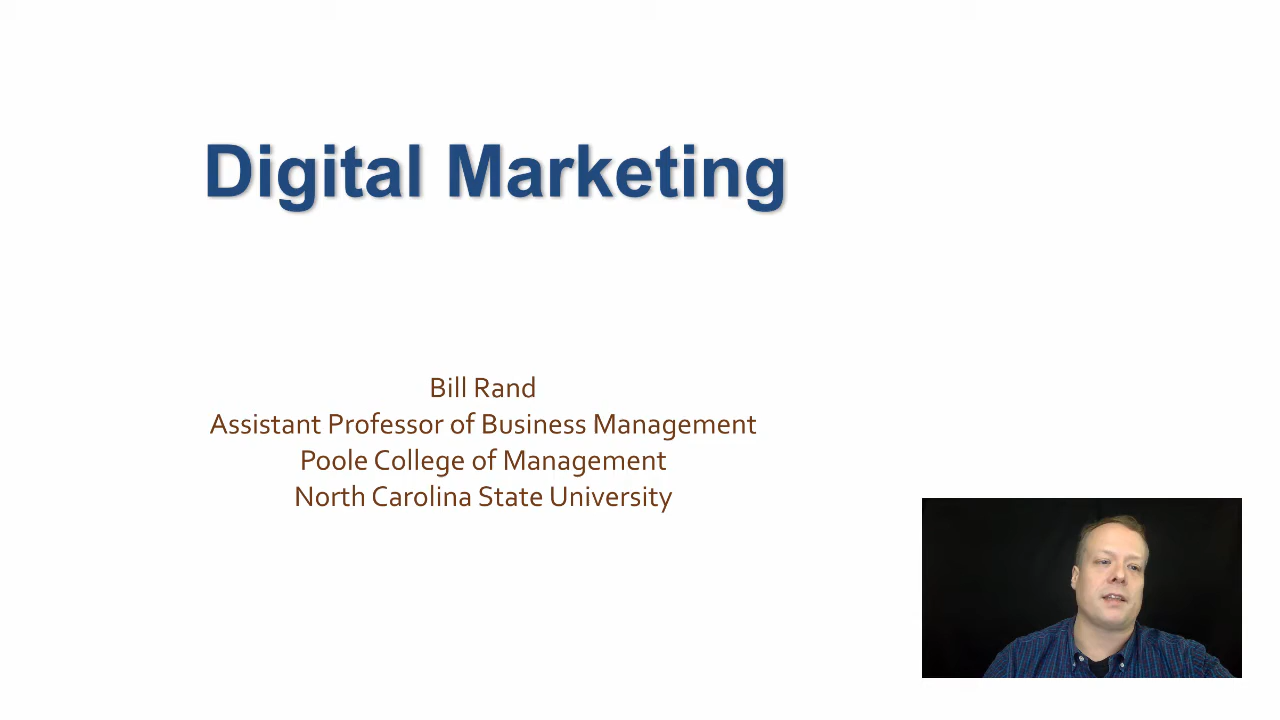 Digital Marketing
Bill Rand
Assistant Professor of Business Management
Poole College of Management
North Carolina State University